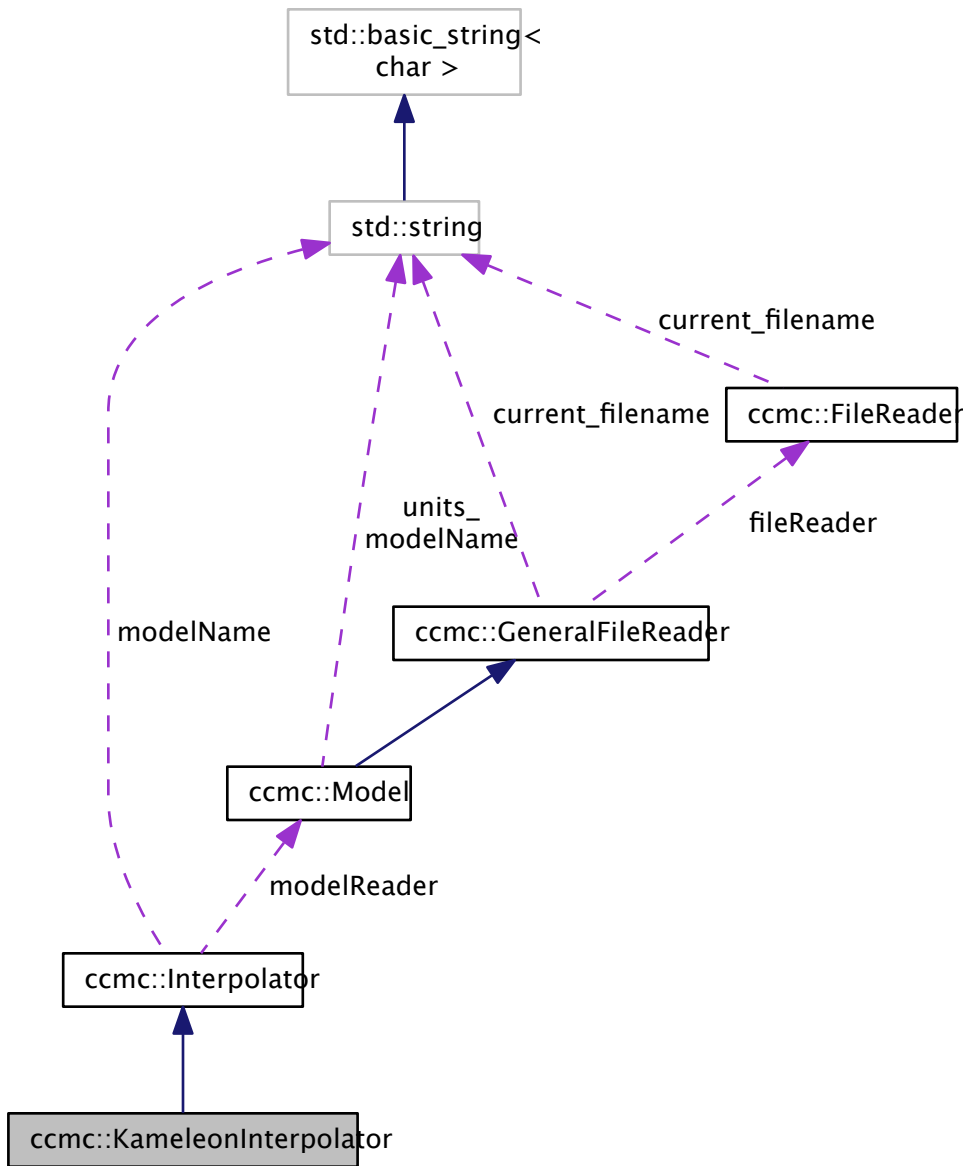 std::basic_string<
char >
std::string
current_filename
ccmc::FileReader
current_filename
units_
modelName
fileReader
modelName
ccmc::GeneralFileReader
ccmc::Model
modelReader
ccmc::Interpolator
ccmc::KameleonInterpolator